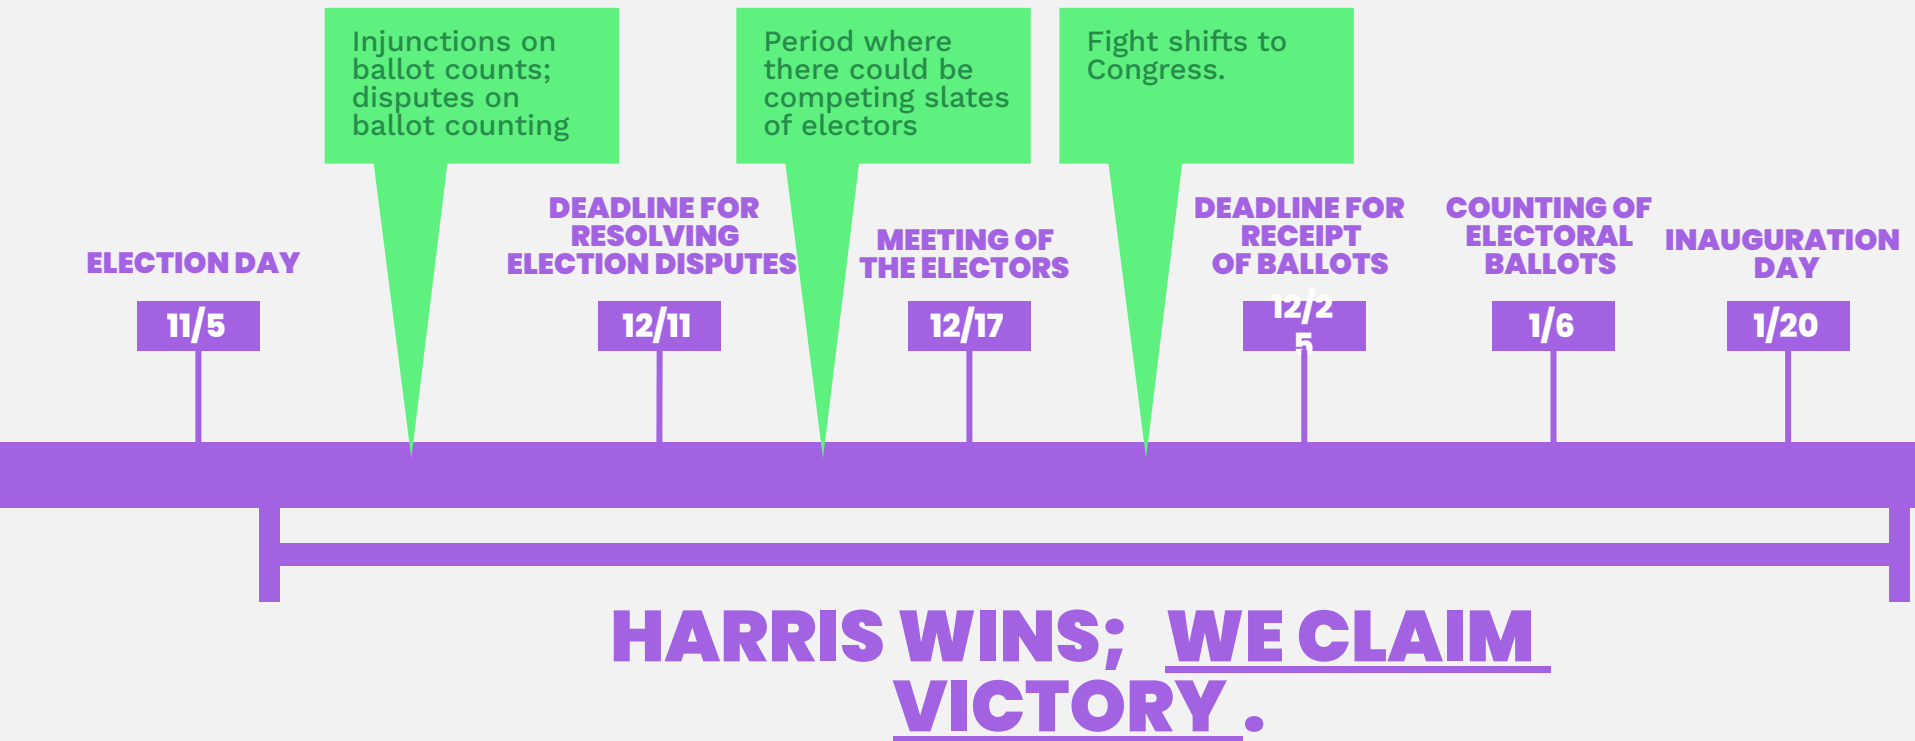 Injunctions on
ballot counts;
disputes on
ballot counting
Period where
there could be
competing slates
of electors
Fight shifts to
Congress.
ELECTION DAY
11/5
DEADLINE FOR
RESOLVING
ELECTION DISPUTES
12/11
MEETING OF
THE ELECTORS
12/17
DEADLINE FOR
RECEIPT
OF BALLOTS
12/2
5
COUNTING OF
ELECTORAL
BALLOTS
1/6
INAUGURATION
DAY
1/20
HARRIS WINS; WE CLAIM
VICTORY .